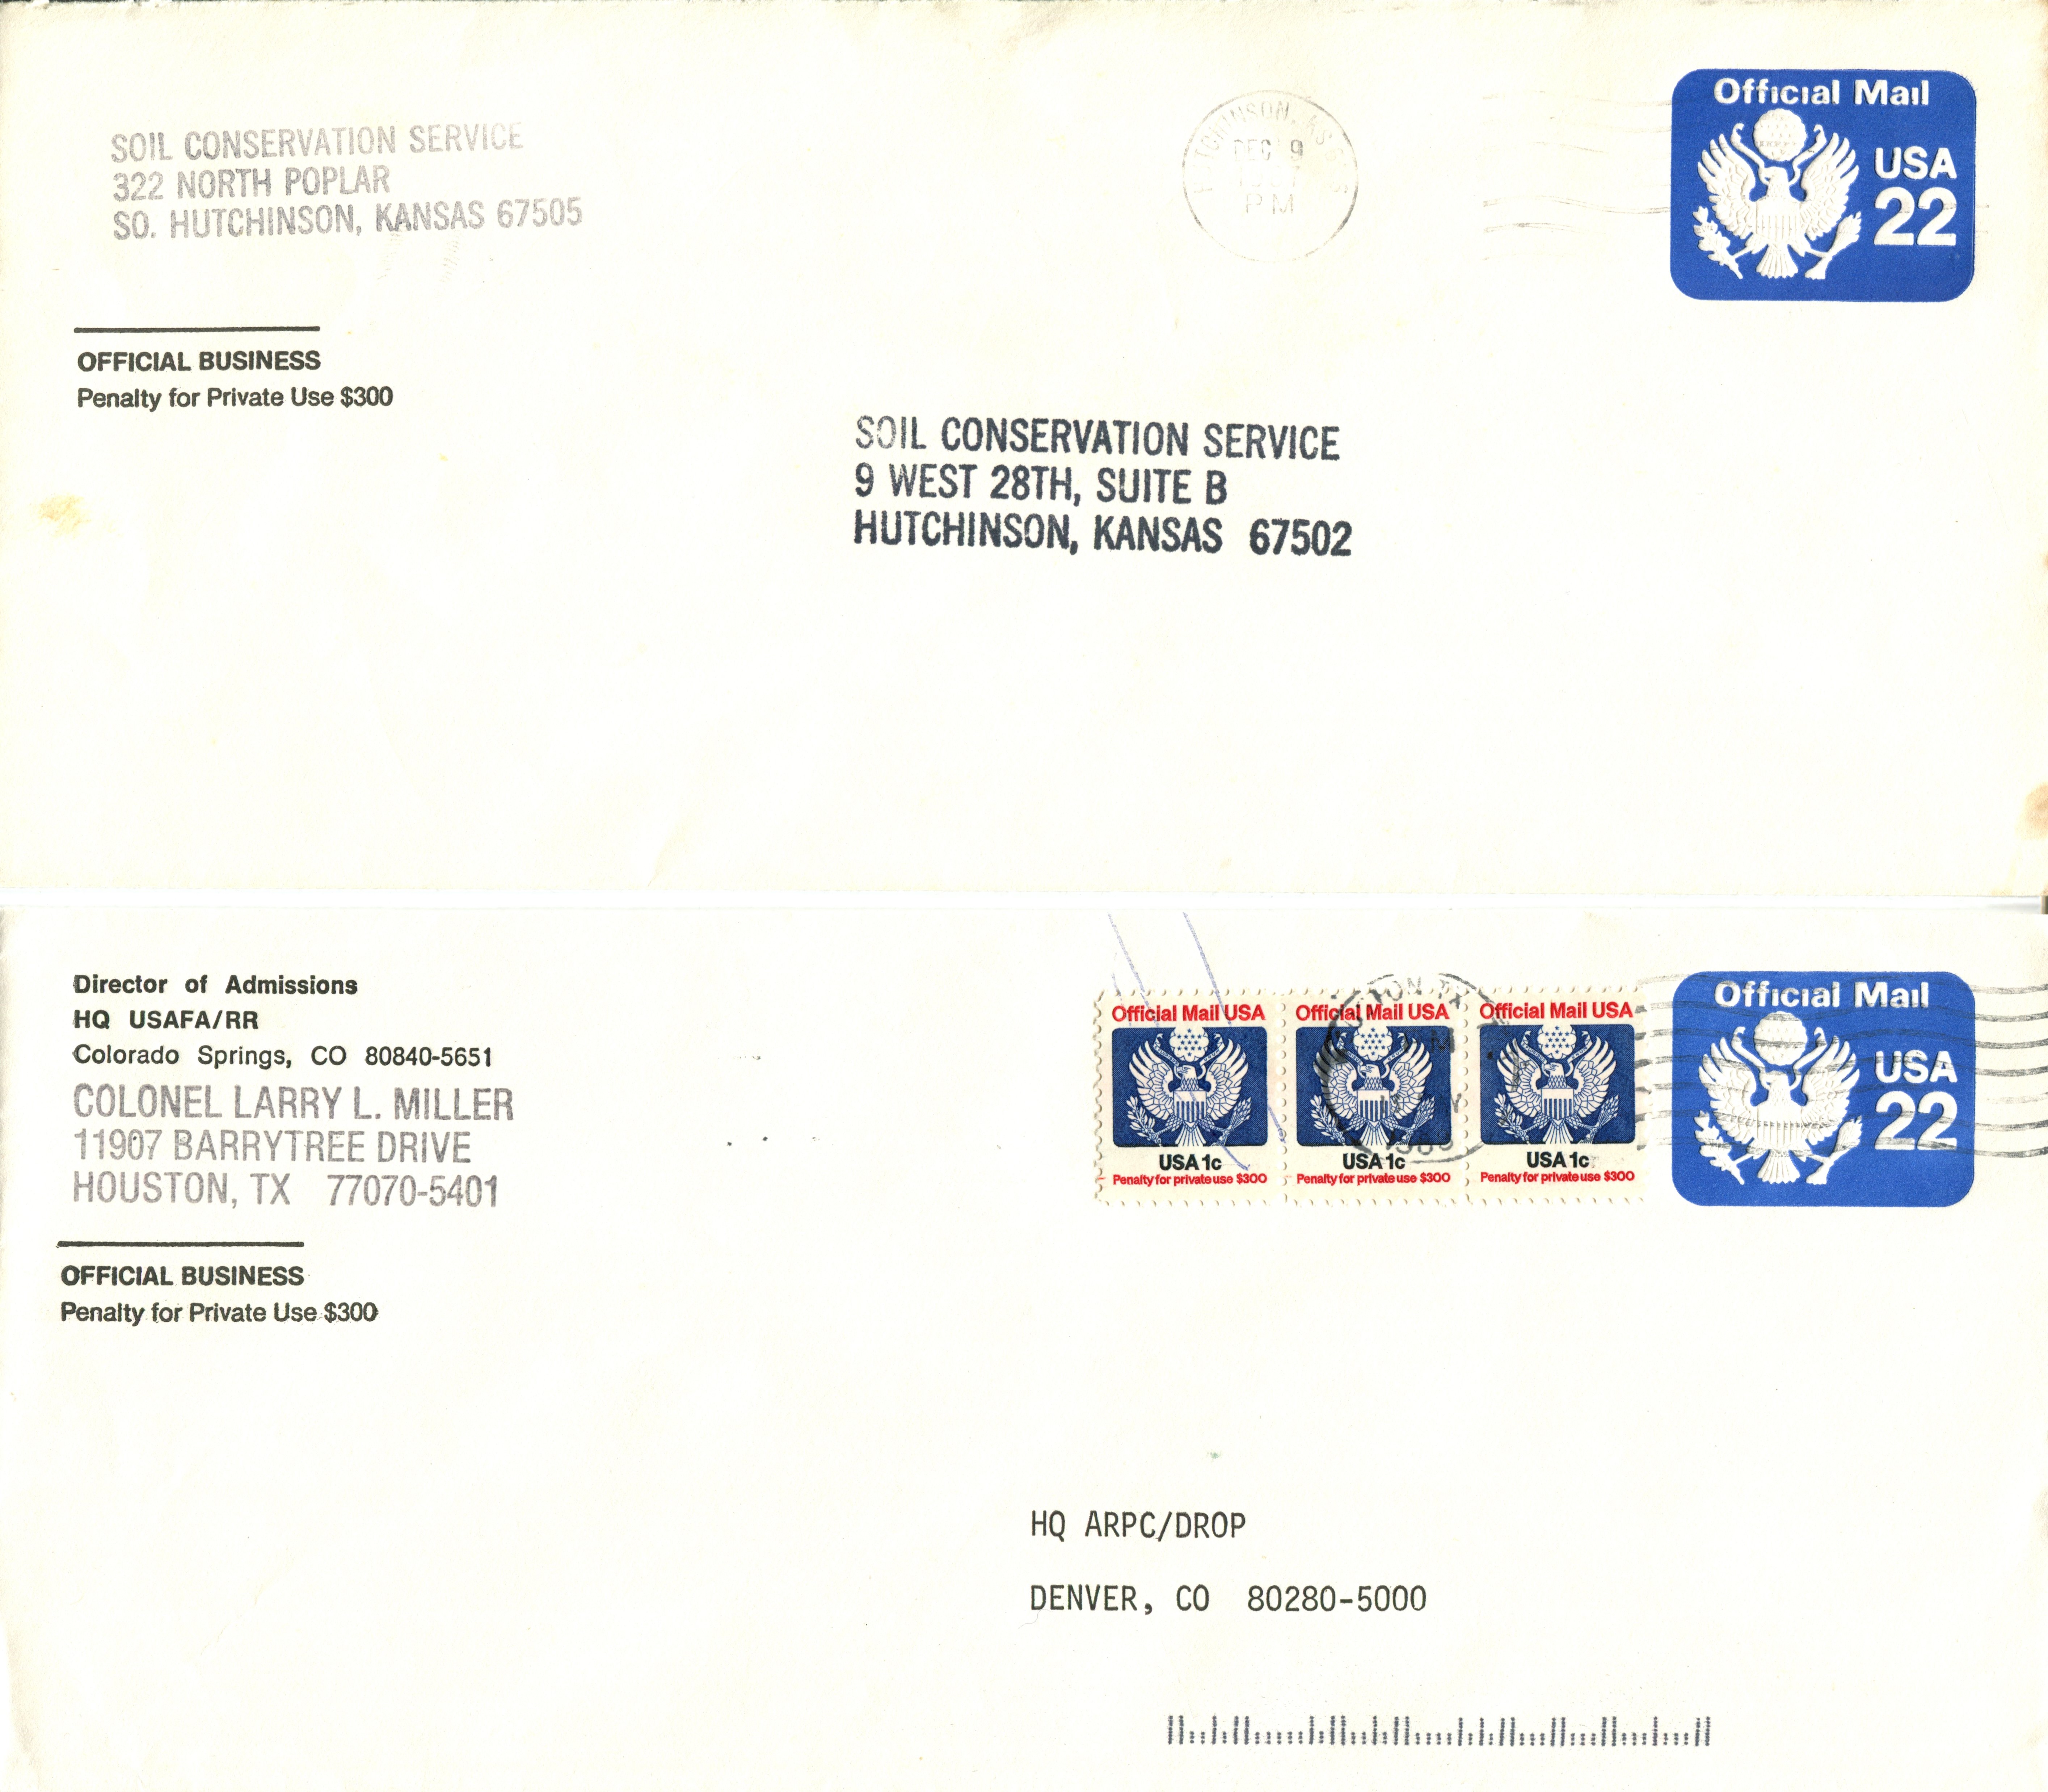 SOIL CONSERVATION SERVICE
322 NORTH POPLAR
SO. HUTCHINSON, KANSAS 67505
DEC 9
PM
Official Mail
USA
22
OFFICIAL BUSINESS
Penalty for Private Use $300
SOIL CONSERVATION SERVICE
9 WEST 28TH, SUITE B
HUTCHINSON, KANSAS 67502
Director of Admissions
HQ USAFA/RR
Colorado Springs, CO 80840-5651
COLONEL LARRY L. MILLER
11907 BARRYTREE DRIVE
HOUSTON, TX 77070-5401
OFFICIAL BUSINESS
Penalty for Private Use $300
Official Mail USA
USA 1c
Penalty for private use $300
Official Mail USA
USA 1c
Penalty for private use $300
Official Mail USA
USA 1c
Penalty for private use $300
TX
Official Mail
USA
22
HQ ARPC/DROP
DENVER, CO 80280-5000